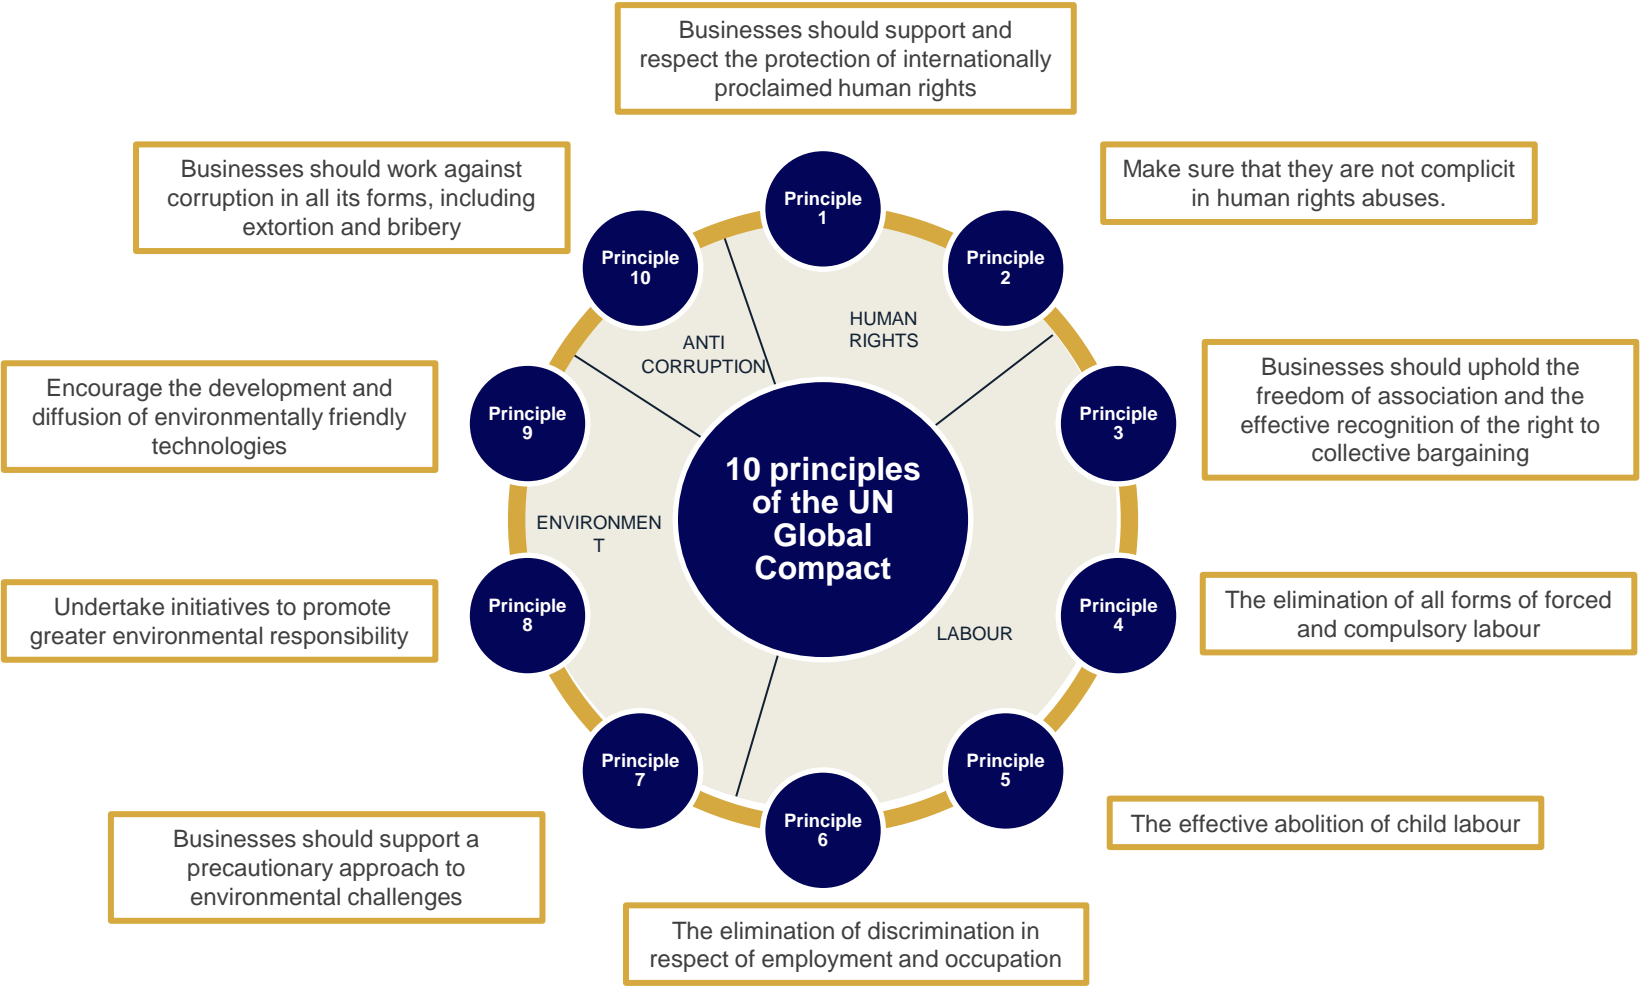 Businesses should support and
respect the protection of internationally
proclaimed human rights
Businesses should work against
corruption in all its forms, including
extortion and bribery
Make sure that they are not complicit
in human rights abuses.
Principle
1
Principle
10
Principle
2
HUMAN
RIGHTS
ANTI
CORRUPTION
Encourage the development and
diffusion of environmentally friendly
technologies
Principle
9
Principle
3
Businesses should uphold the
freedom of association and the
effective recognition of the right to
collective bargaining
10 principles
of the UN
Global
Compact
ENVIRONMEN
T
Undertake initiatives to promote
greater environmental responsibility
Principle
8
LABOUR
Principle
4
The elimination of all forms of forced
and compulsory labour
Principle
7
Principle
5
Businesses should support a
precautionary approach to
environmental challenges
Principle
6
The effective abolition of child labour
The elimination of discrimination in
respect of employment and occupation